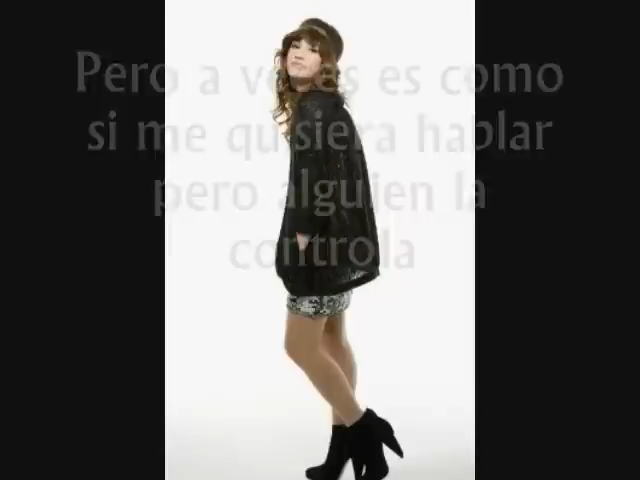 Pero a veces es como
si me quisiera hablar
pero alguien la
controla